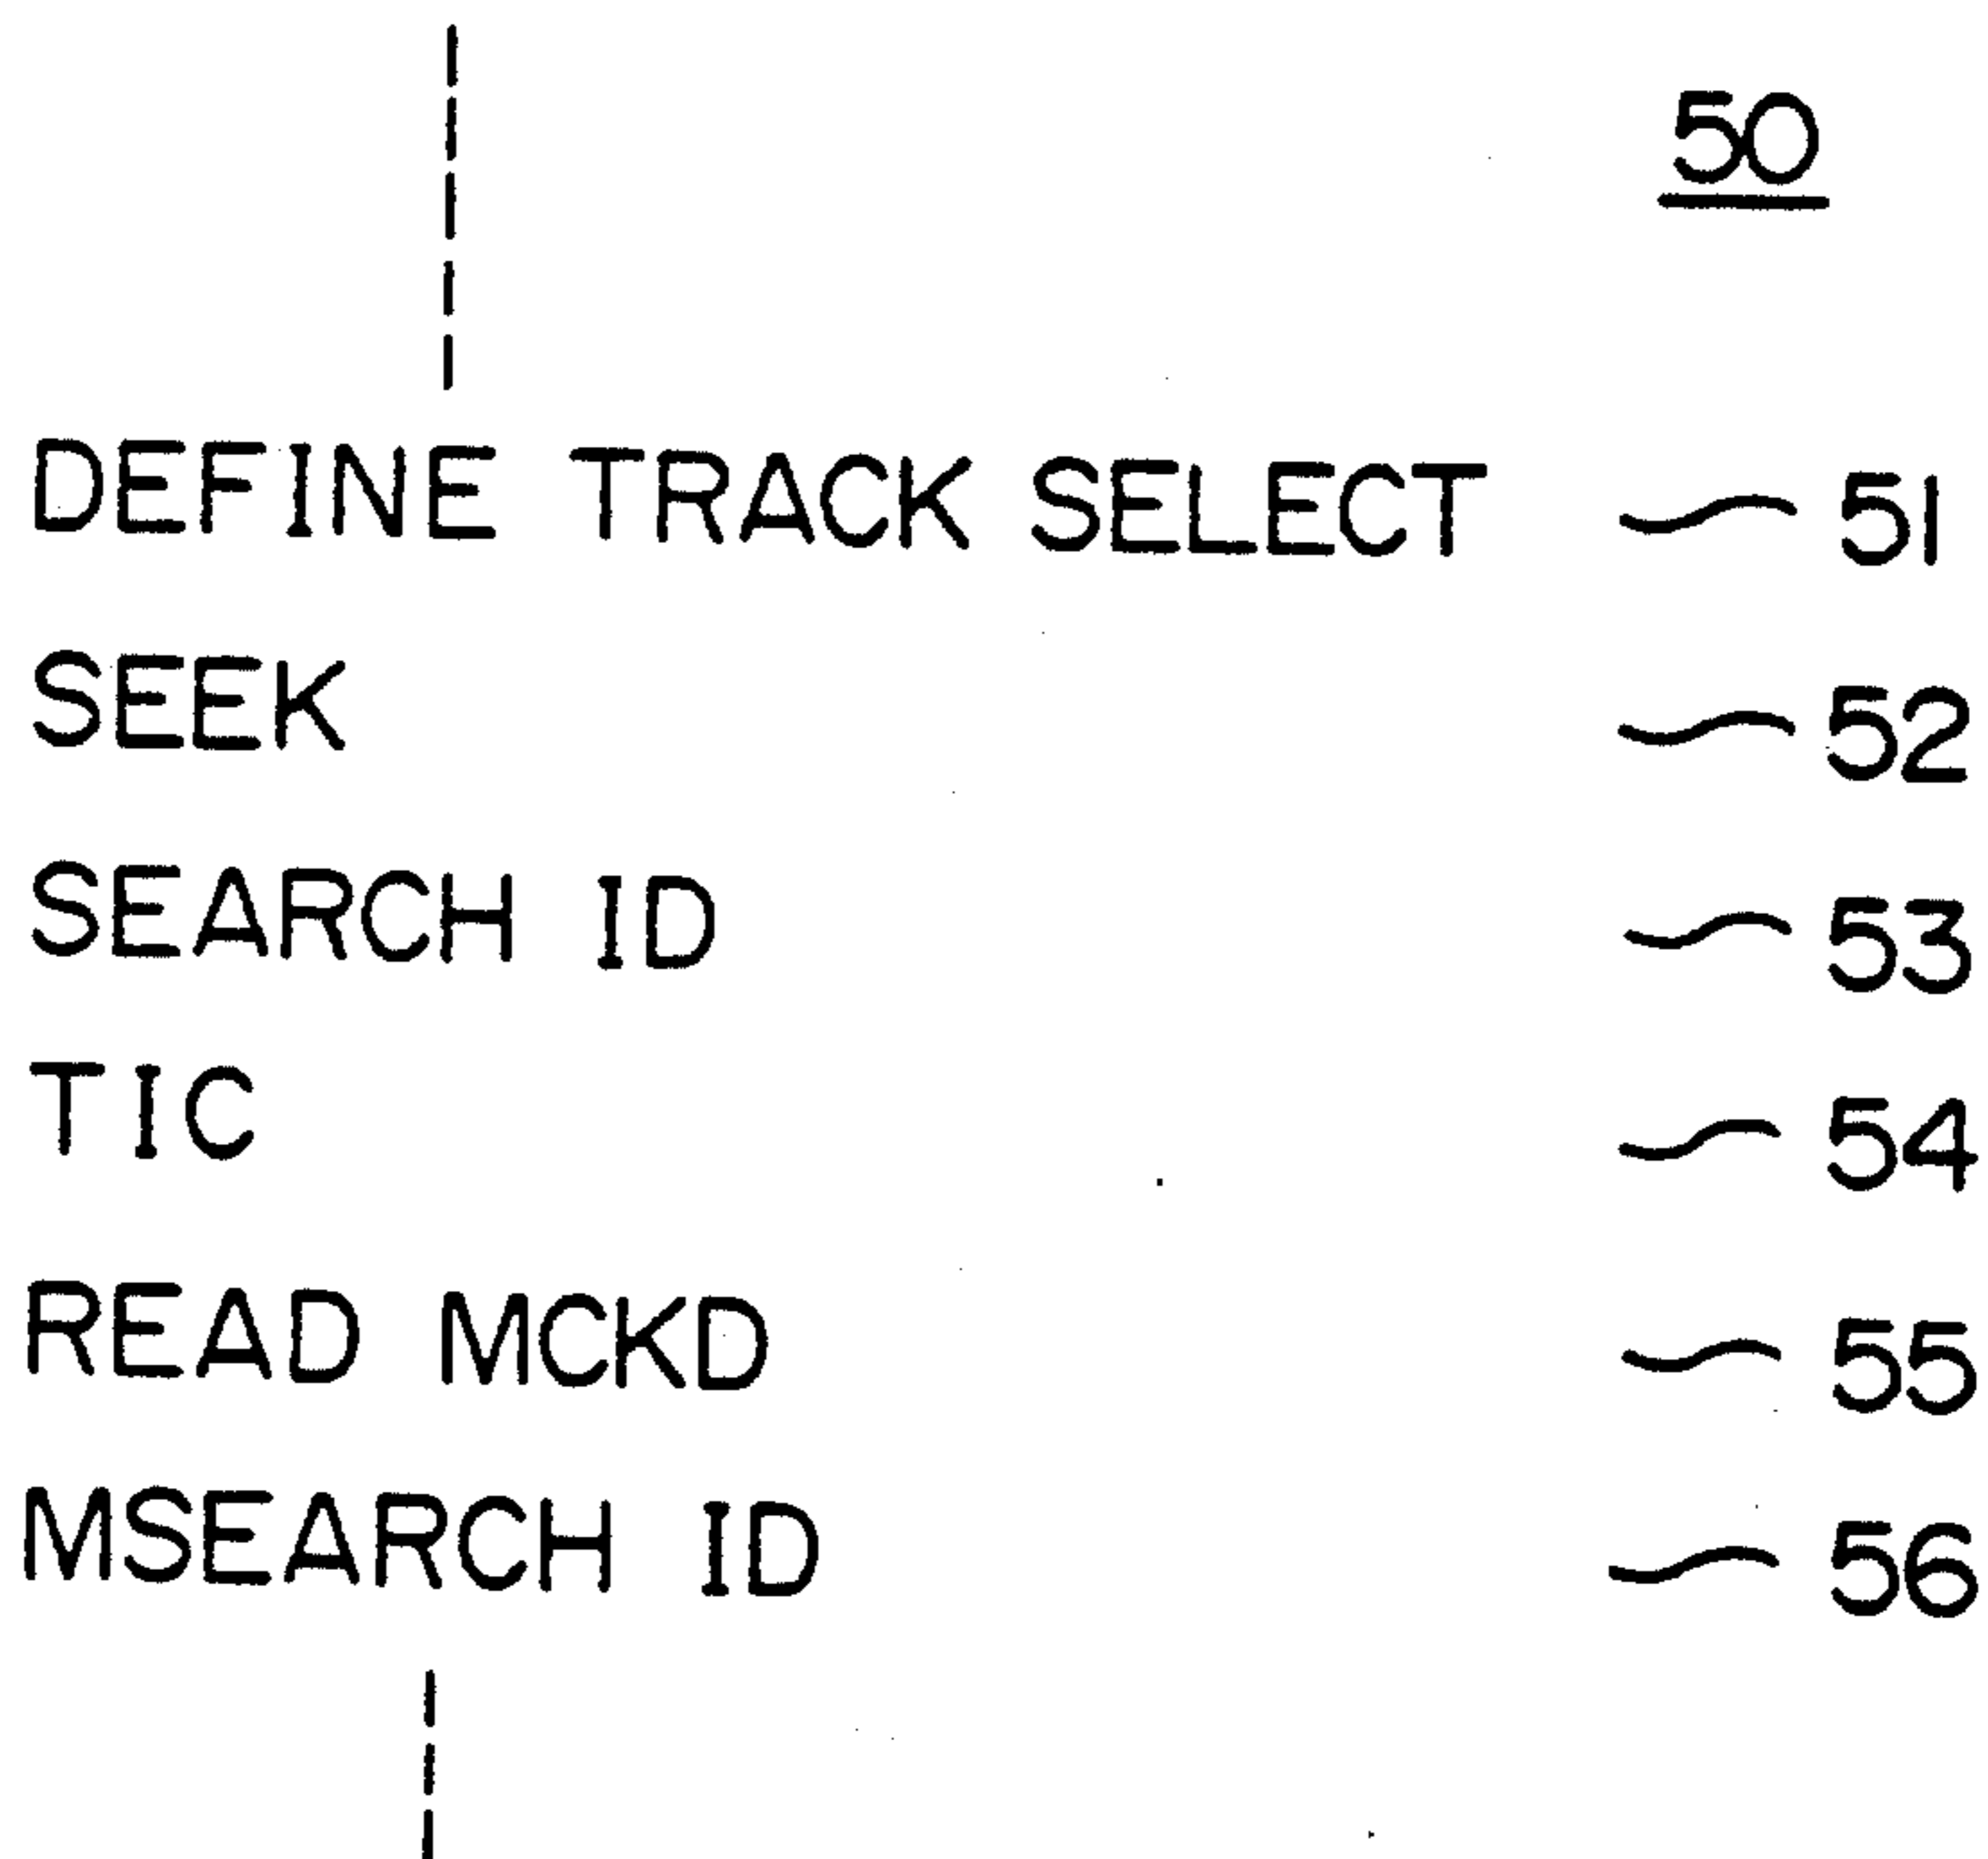 50
DEFINE TRACK SELECT 51
SEEK 52
SEARCH ID 53
TIC 54
READ MCKD 55
MSEARCH ID 56